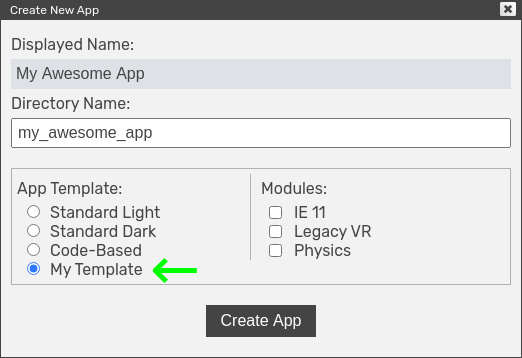 Create New App
Displayed Name:
My Awesome App
Directory Name:
my_awesome_app
App Template:
Standard Light
Standard Dark
Code-Based
My Template
Modules:
IE 11
Legacy VR
Physics
Create App